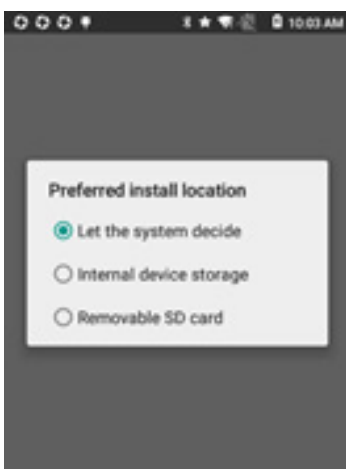 10:03 AM
Preferred install location
Let the system decide
Internal device storage
Removable SD card